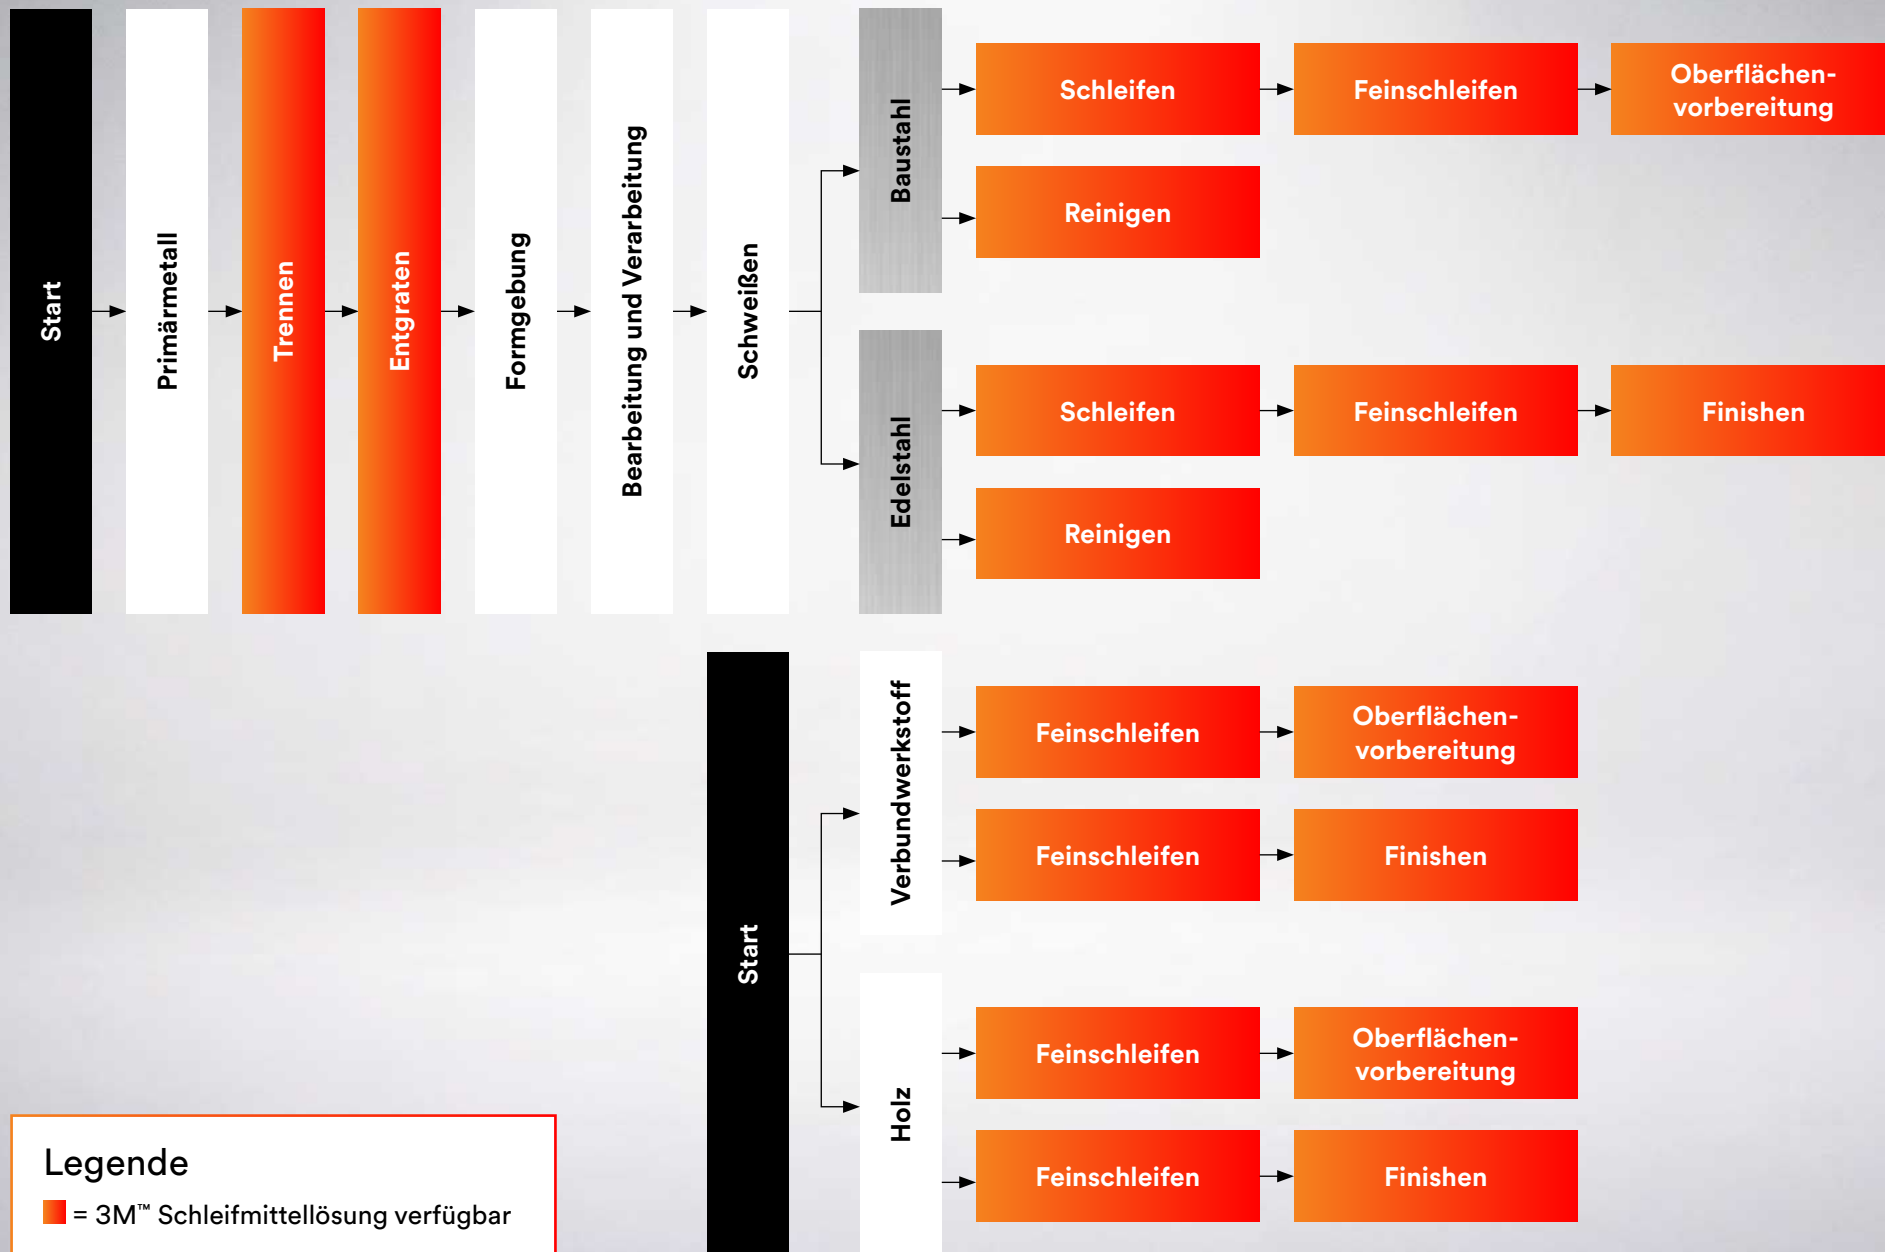 Start
Primärmetall
Trennen
Entgraten
Formgebung
Bearbeitung und Verarbeitung
Schweißen
Baustahl
Schleifen
Feinschleifen
Oberflächen-
vorbereitung
Reinigen
Edelstahl
Schleifen
Feinschleifen
Finishen
Reinigen
Start
Verbundwerkstoff
Feinschleifen
Oberflächen-
vorbereitung
Feinschleifen
Finishen
Holz
Feinschleifen
Oberflächen-
vorbereitung
Feinschleifen
Finishen
Legende
= 3M™ Schleifmittellösung verfügbar